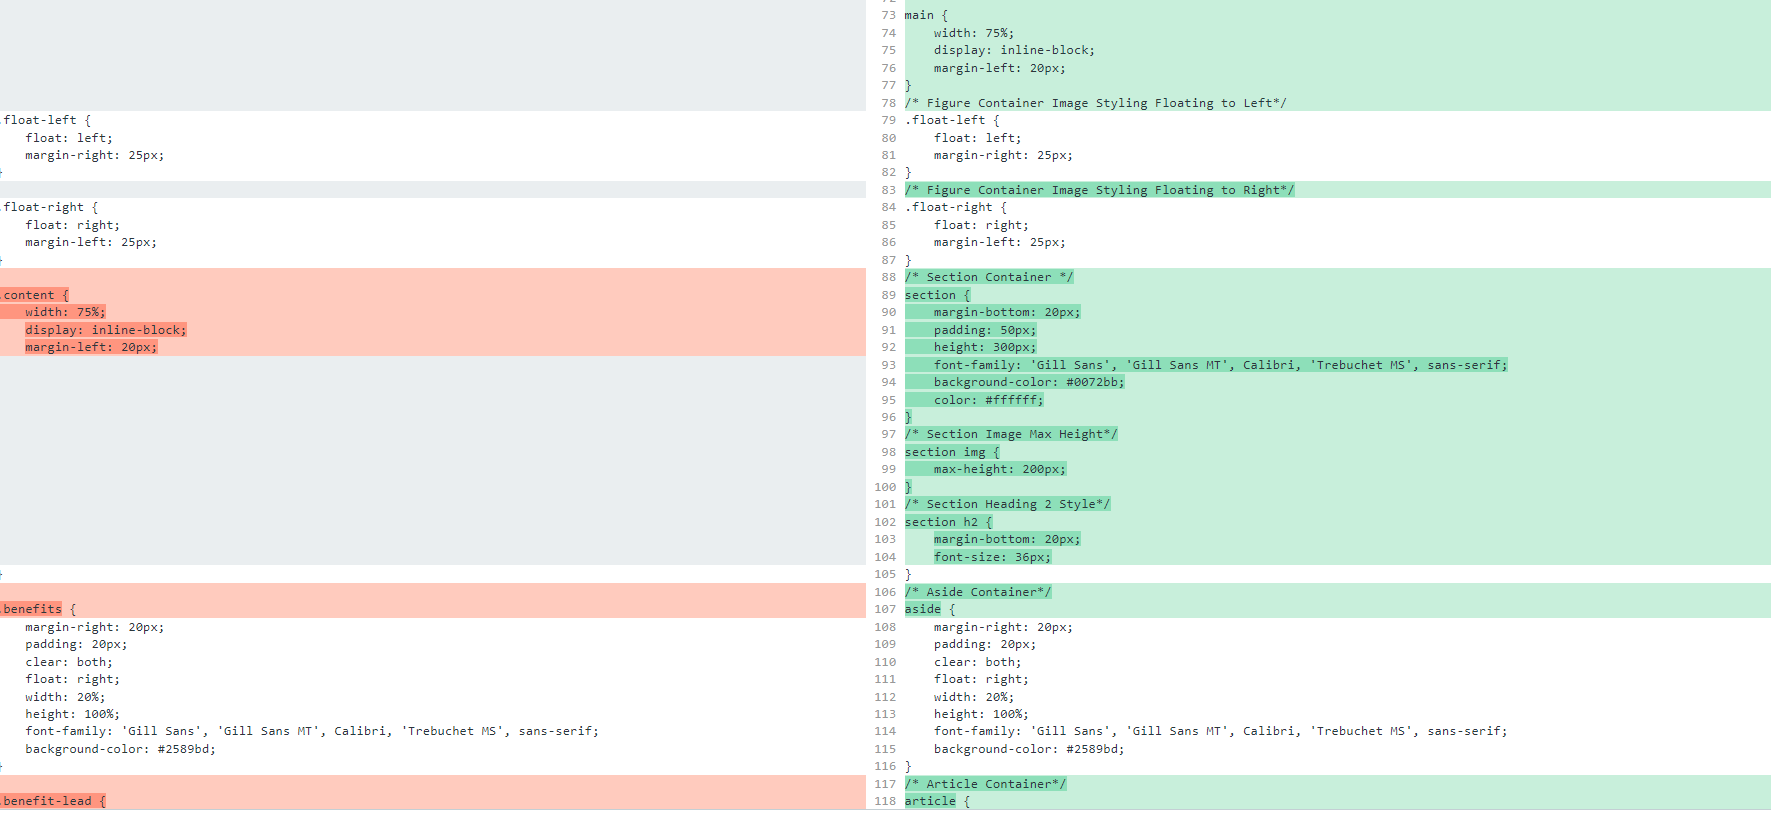 .float-left {
float: left;
margin-right: 25px;
}
.float-right {
float: right;
margin-left: 25px;
}
.content {
width: 75%;
display: inline-block;
margin-left: 20px;
}
.benefits {
margin-right: 20px;
padding: 20px;
clear: both;
float: right;
width: 20%;
height: 100%;
font-family: 'Gill Sans', 'Gill Sans MT', Calibri, 'Trebuchet MS', sans-serif;
background-color: #2589bd;
}
.benefit-lead {
73 main {
74 width: 75%;
75 display: inline-block;
76 margin-left: 20px;
77 }
78 /* Figure Container Image Styling Floating to Left*/
79 .float-left {
80 float: left;
81 margin-right: 25px;
82 }
83 /* Figure Container Image Styling Floating to Right*/
84 .float-right {
85 float: right;
86 margin-left: 25px;
87 }
88 /* Section Container */
89 section {
90 margin-bottom: 20px;
91 padding: 50px;
92 height: 300px;
93 font-family: 'Gill Sans', 'Gill Sans MT', Calibri, 'Trebuchet MS', sans-serif;
94 background-color: #0072bb;
95 color: #ffffff;
96 }
97 /* Section Image Max Height*/
98 section img {
99 max-height: 200px;
100 }
101 /* Section Heading 2 Style*/
102 section h2 {
103 margin-bottom: 20px;
104 font-size: 36px;
105 }
106 /* Aside Container*/
107 aside {
108 margin-right: 20px;
109 padding: 20px;
110 clear: both;
111 float: right;
112 width: 20%;
113 height: 100%;
114 font-family: 'Gill Sans', 'Gill Sans MT', Calibri, 'Trebuchet MS', sans-serif;
115 background-color: #2589bd;
116 }
117 /* Article Container*/
118 article {